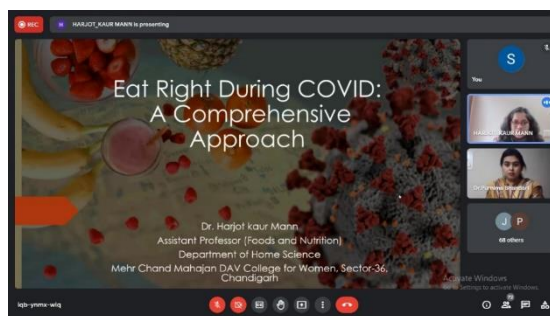 REC
H HARJOT_KAUR MANN is presenting
Eat Right During COVID:
A Comprehensive
Approach
Dr. Harjot kaur Mann
Assistant Professor (Foods and Nutrition)
Department of Home Science
Mehr Chand Mahajan DAV College for Women, Sector-36,
Chandigarh
S
You
HARJOT_KAUR MANN
J P
68 others
Activate Windows
Go to Settings to activate Windows.
iqb-ynmx-wiq